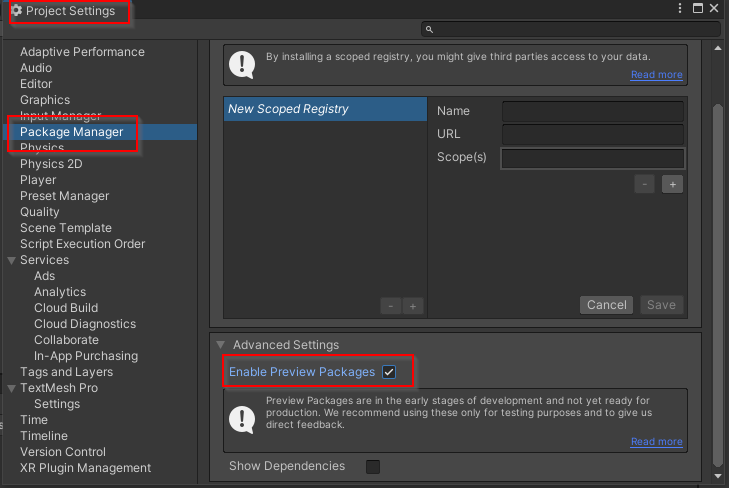 Project Settings
Adaptive Performance
Audio
Editor
Graphics
Input Manager
Package Manager
Physics
Physics 2D
Player
Preset Manager
Quality
Scene Template
Script Execution Order
Services
Ads
Analytics
Cloud Build
Cloud Diagnostics
Collaborate
In-App Purchasing
Tags and Layers
TextMesh Pro
Settings
Time
Timeline
Version Control
XR Plugin Management
By installing a scoped registry, you might give third parties access to your data.
Read more
New Scoped Registry
Name
URL
Scope(s)
- +
- +
Cancel Save
Advanced Settings
Enable Preview Packages
Preview Packages are in the early stages of development and not yet ready for
production. We recommend using these only for testing purposes and to give us
direct feedback.
Read more
Show Dependencies